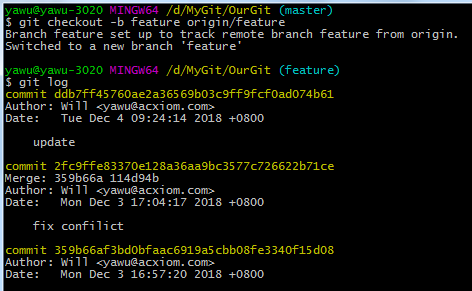 yawu@yawu-3020 MINGW64 /d/MyGit/OurGit (master)
$ git checkout -b feature origin/feature
Branch feature set up to track remote branch feature from origin.
Switched to a new branch 'feature'
yawu@yawu-3020 MINGW64 /d/MyGit/OurGit (feature)
$ git log
commit ddb7ff45760ae2a36569b03c9ff9fcf0ad074b61
Author: Will <yawu@acxiom.com>
Date:   Tue Dec 4 09:24:14 2018 +0800
    update
commit 2fc9ffe83370e128a36aa9bc3577c726622b71ce
Merge: 359b66a 114d94b
Author: Will <yawu@acxiom.com>
Date:   Mon Dec 3 17:04:17 2018 +0800
    fix confilict
commit 359b66af3bd0bfaac6919a5cbb08fe3340f15d08
Author: Will <yawu@acxiom.com>
Date:   Mon Dec 3 16:57:20 2018 +0800